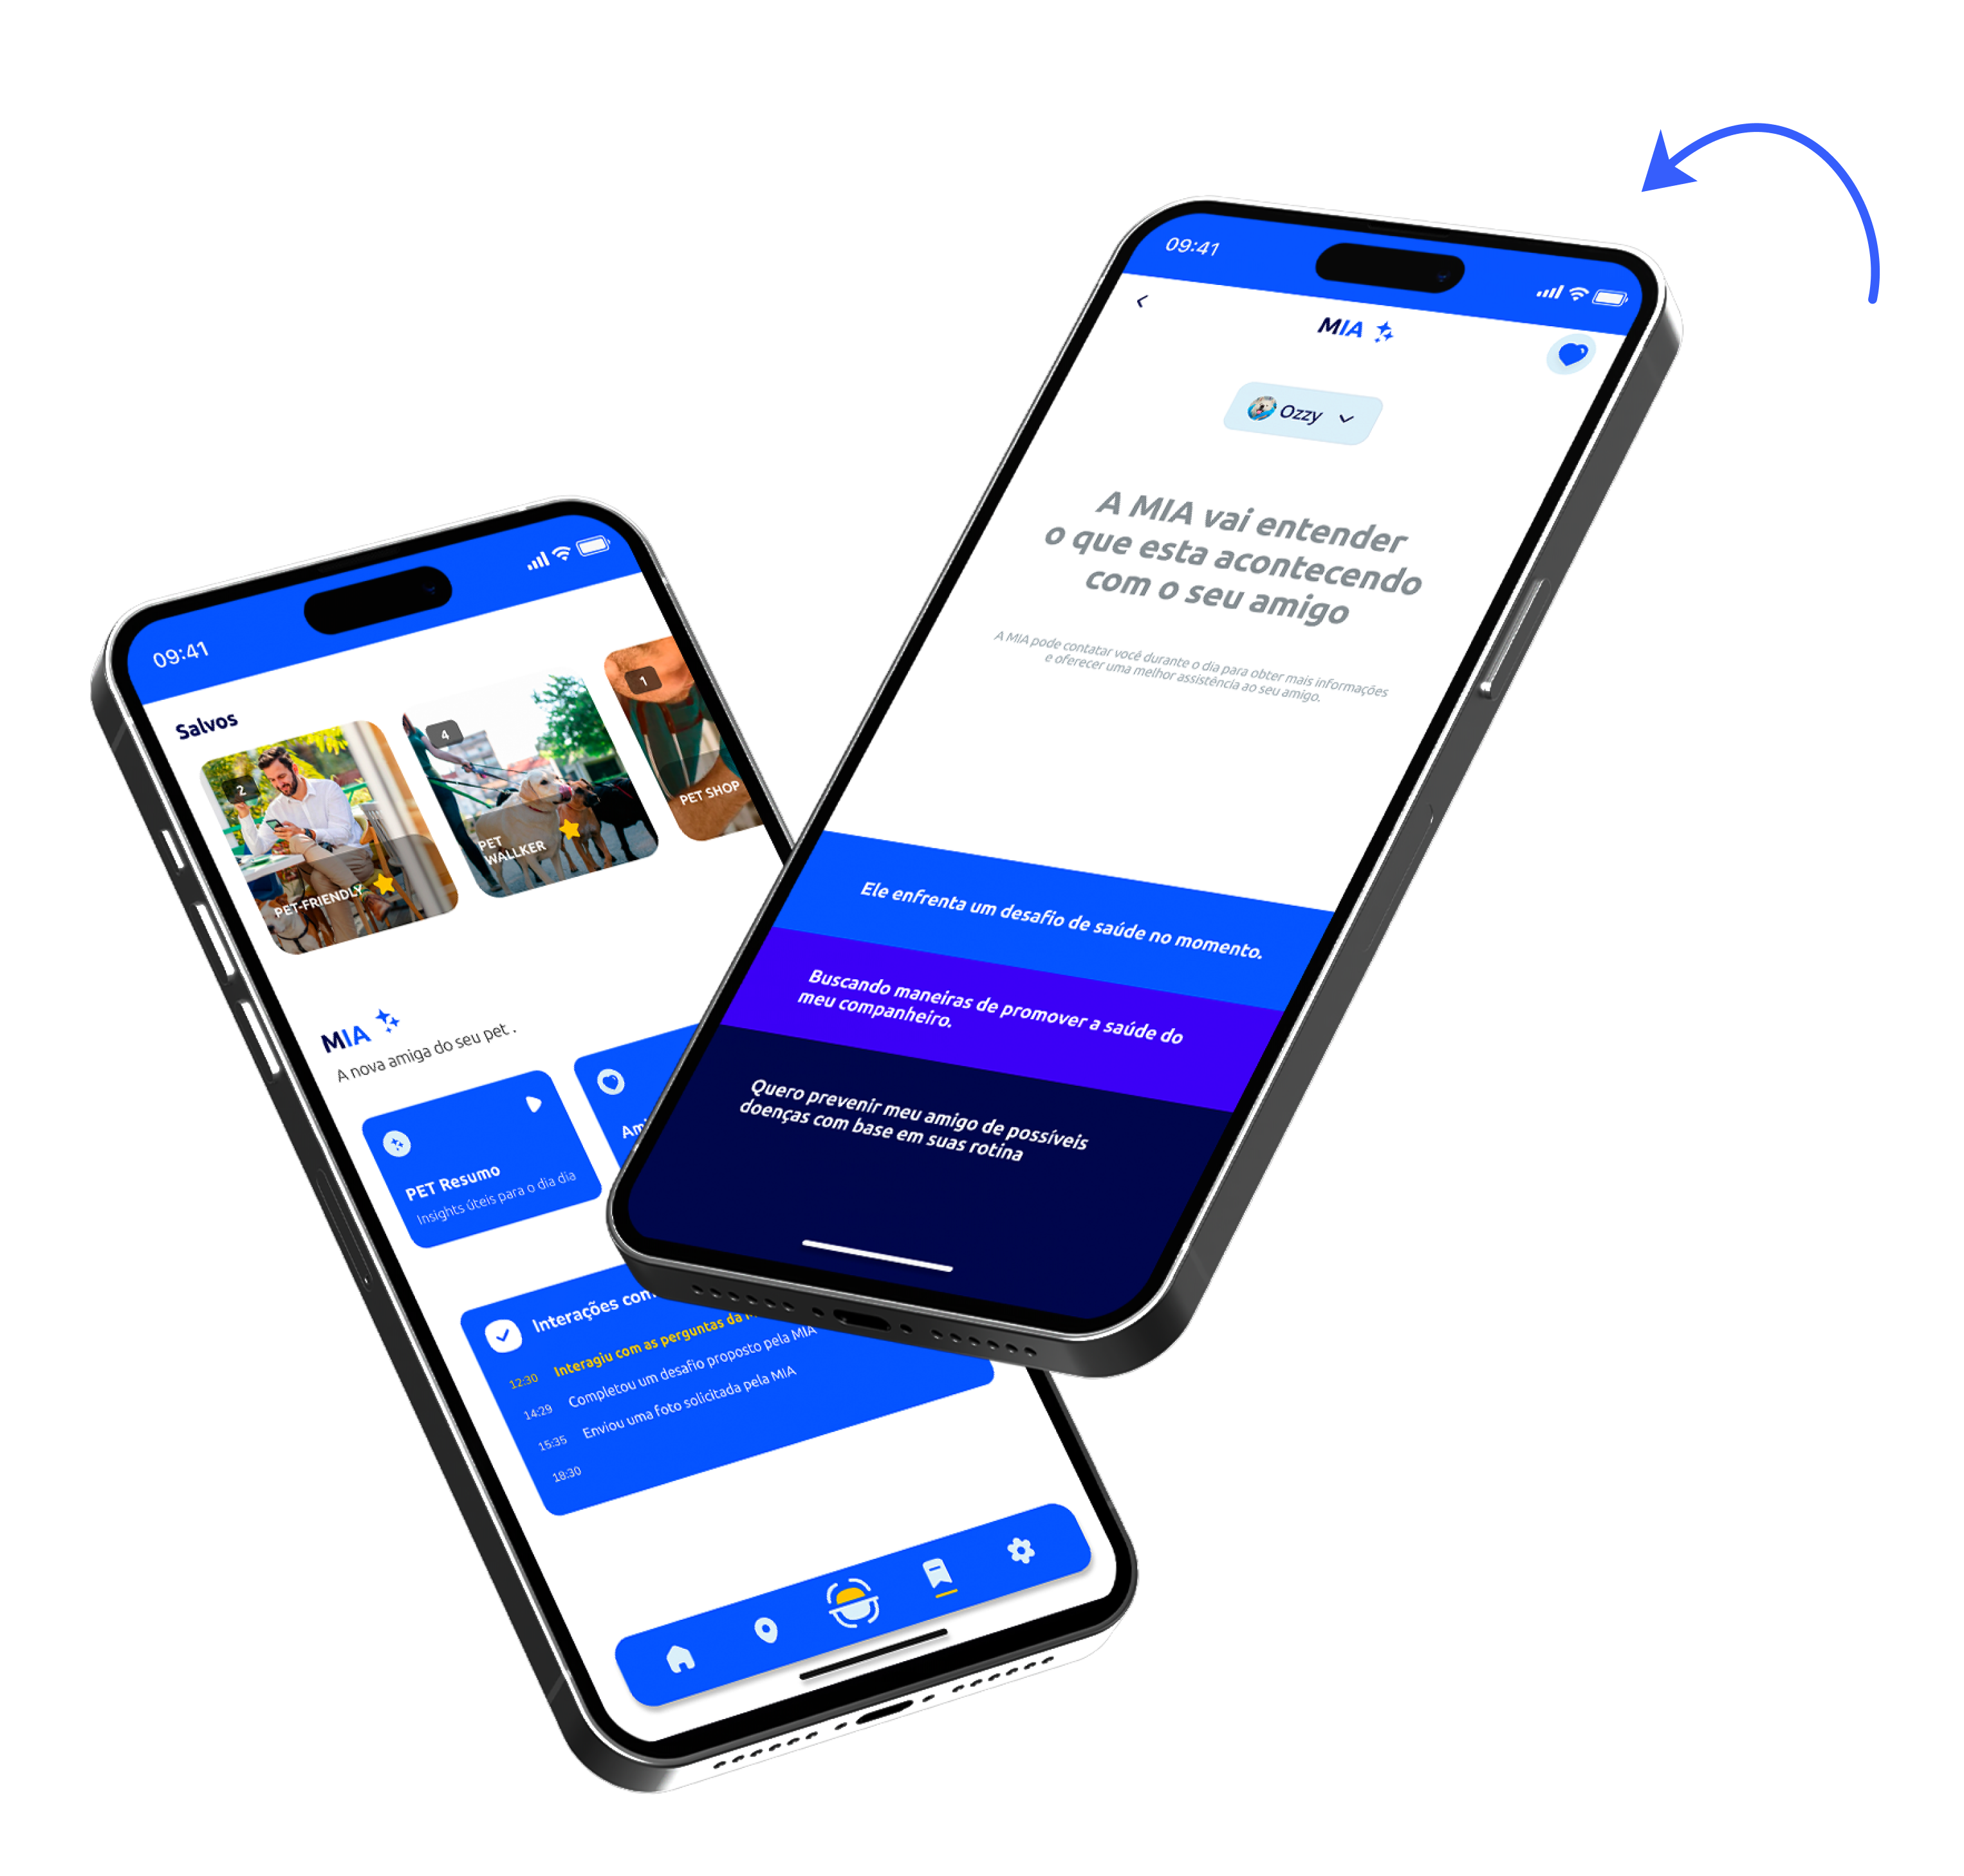 09:41
MIA
Ozzy
A MIA vai entender
o que esta acontecendo
com o seu amigo
A MIA pode contatar você durante o dia para obter mais informações
e oferecer uma melhor assistência ao seu amigo.
Ele enfrenta um desafio de saúde no momento.
Buscando maneiras de promover a saúde do
meu companheiro.
Quero prevenir meu amigo de possíveis
doenças com base em suas rotina
09:41
Salvos
2
PET-FRIENDLY
4
PET
WALLKER
1
PET SHOP
MIA
A nova amiga do seu pet .
PET Resumo
Insights úteis para o dia dia
Interações
12:30 Interagiu com as perguntas da
14:29 Completou um desafio proposto pela MIA
15:35 Enviou uma foto solicitada pela MIA
18:30